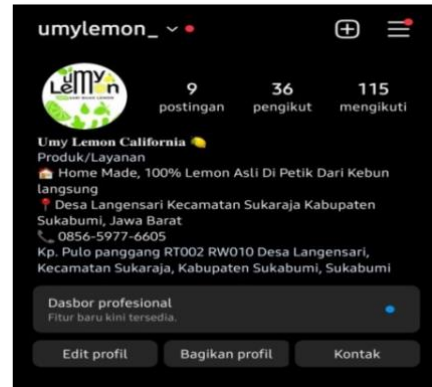 umylemon_
UMY
LEMON
9 36 115
postingan pengikut mengikuti
Umy Lemon California 🍋
Produk/Layanan
🏠 Home Made, 100% Lemon Asli Di Petik Dari Kebun
langsung
📍Desa Langensari Kecamatan Sukaraja Kabupaten
Sukabumi, Jawa Barat
📞 0856-5977-6605
Kp. Pulo panggang RT002 RW010 Desa Langensari,
Kecamatan Sukaraja, Kabupaten Sukabumi, Sukabumi
Dasbor profesional
Fitur baru kini tersedia.
Edit profil Bagikan profil Kontak